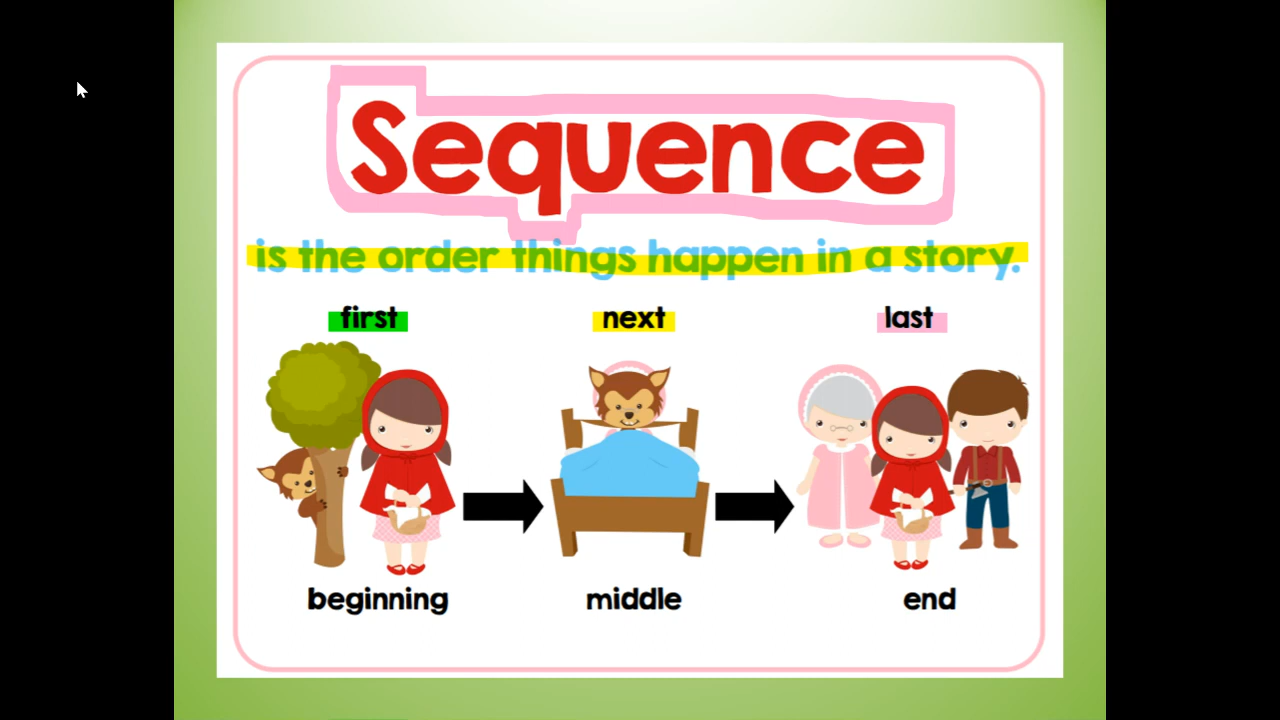 Sequence
is the order things happen in a story.
first next last
beginning middle end